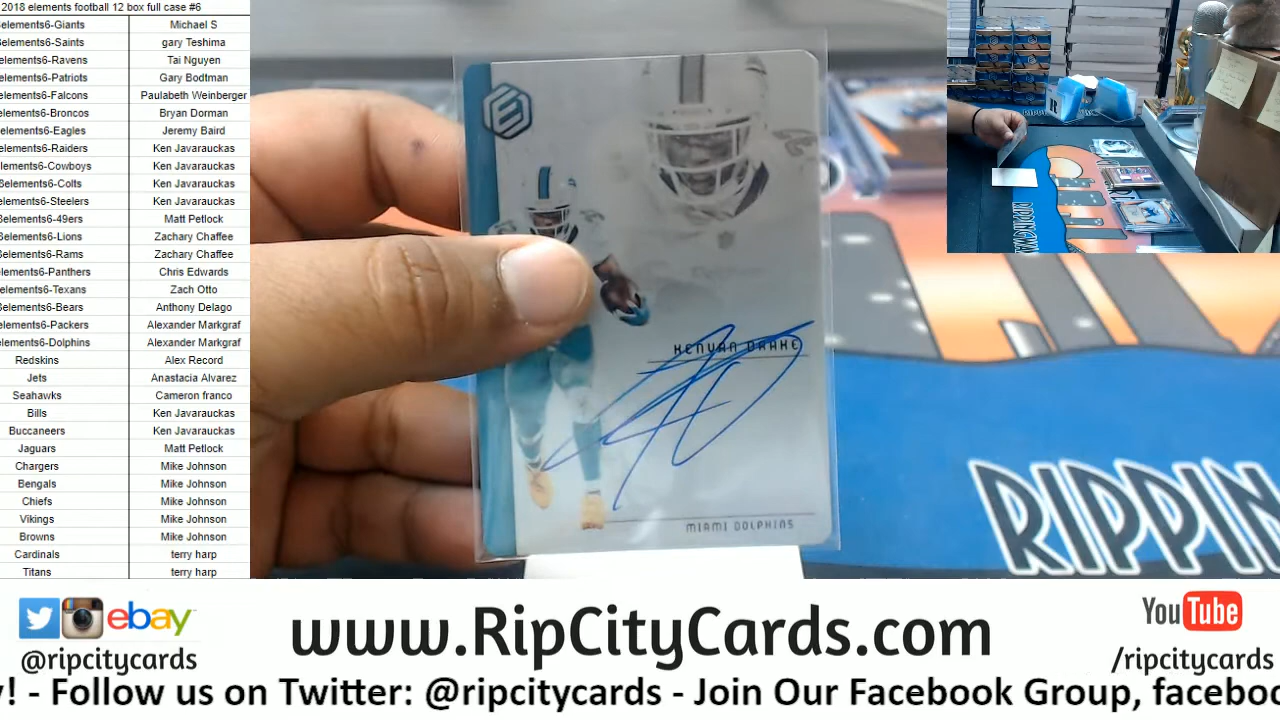 2018 elements football 12 box full case #6
elements6-Giants Michael S
elements6-Saints gary Teshima
elements6-Ravens Tai Nguyen
elements6-Patriots Gary Bodtman
elements6-Falcons Paulabeth Weinberger
elements6-Broncos Bryan Dorman
elements6-Eagles Jeremy Baird
elements6-Raiders Ken Javarauckas
elements6-Cowboys Ken Javarauckas
8elements6-Colts Ken Javarauckas
elements6-Steelers Ken Javarauckas
elements6-49ers Matt Petlock
8elements6-Lions Zachary Chaffee
elements6-Rams Zachary Chaffee
elements6-Panthers Chris Edwards
elements6-Texans Zach Otto
elements6-Bears Anthony Delago
elements6-Packers Alexander Markgraf
elements6-Dolphins Alexander Markgraf
Redskins Alex Record
Jets Anastacia Alvarez
Seahawks Cameron franco
Bills Ken Javarauckas
Buccaneers Ken Javarauckas
Jaguars Matt Petlock
Chargers Mike Johnson
Bengals Mike Johnson
Chiefs Mike Johnson
Vikings Mike Johnson
Browns Mike Johnson
Cardinals terry harp
Titans terry harp
KENYAN DRAKE
MIAMI DOLPHINS
RIPPIN
ebay
@ripcitycards
www.RipCityCards.com
YouTube
/ripcitycards
y! - Follow us on Twitter: @ripcitycards - Join Our Facebook Group, faceboo